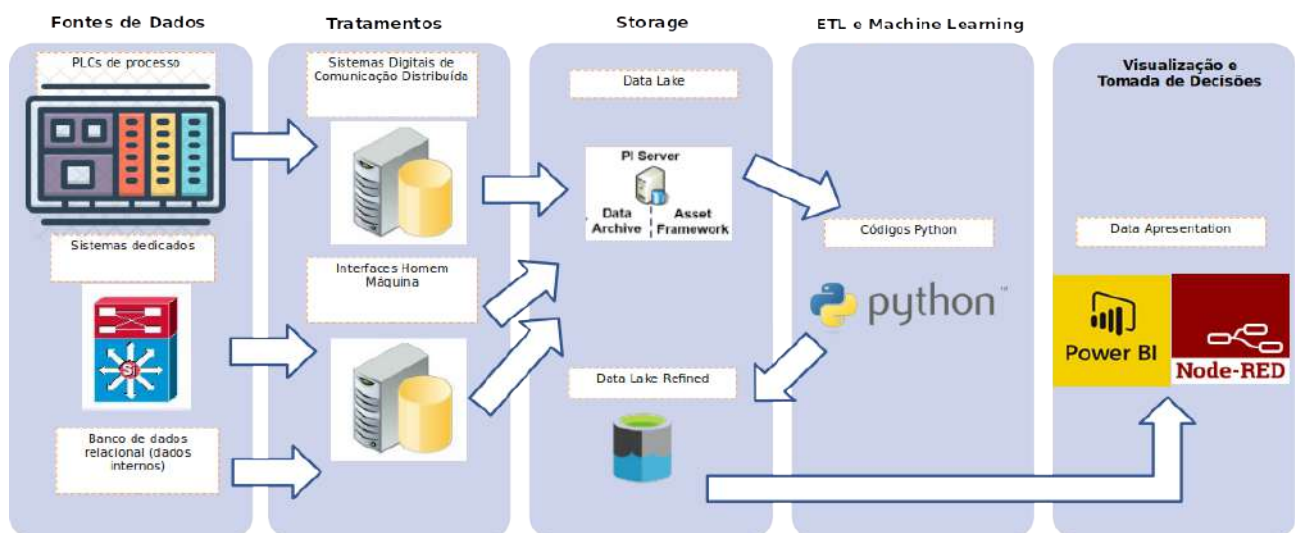 Fontes de Dados
PLCs de processo
Sistemas dedicados
Si
Banco de dados
relacional (dados
internos)
Tratamentos
Sistemas Digitais de
Comunicação Distribuída
Interfaces Homem
Máquina
Storage
Data Lake
PI Server
Data Asset
Archive Framework
Data Lake Refined
ETL e Machine Learning
Códigos Python
python™
Visualização e
Tomada de Decisões
Data Apresentation
Power BI
Node-RED